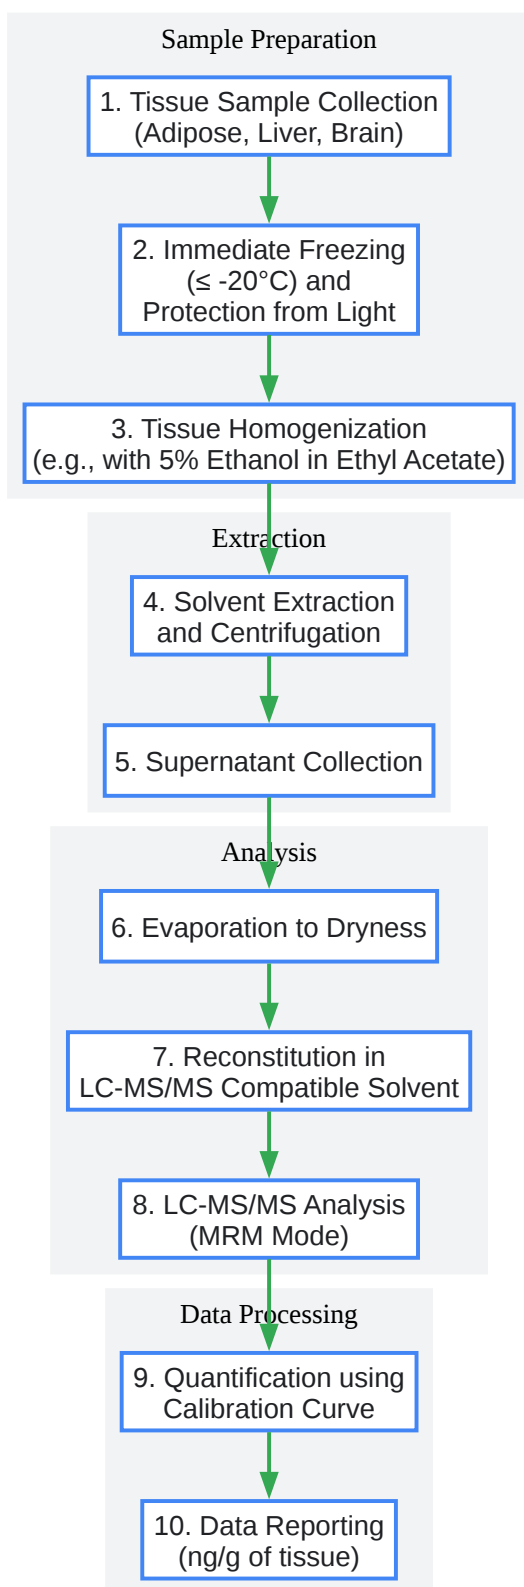 Sample Preparation
1. Tissue Sample Collection
(Adipose, Liver, Brain)
2. Immediate Freezing
(≤ -20°C) and
Protection from Light
3. Tissue Homogenization
(e.g., with 5% Ethanol in Ethyl Acetate)
Extraction
4. Solvent Extraction
and Centrifugation
5. Supernatant Collection
Analysis
6. Evaporation to Dryness
7. Reconstitution in
LC-MS/MS Compatible Solvent
8. LC-MS/MS Analysis
(MRM Mode)
Data Processing
9. Quantification using
Calibration Curve
10. Data Reporting
(ng/g of tissue)